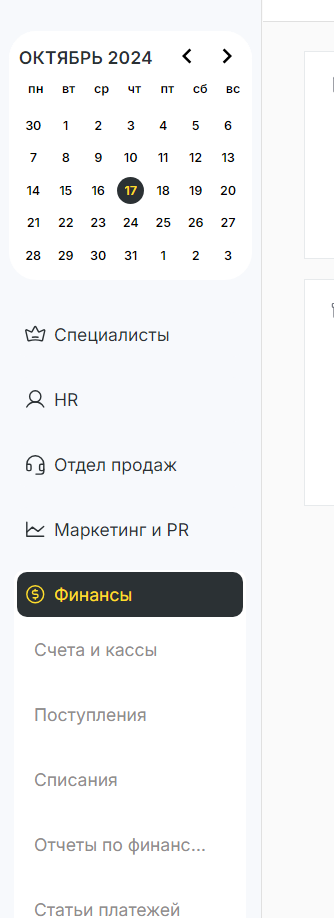 ОКТЯБРЬ 2024
пн вт ср чт пт сб вс
30 1 2 3 4 5 6
7 8 9 10 11 12 13
14 15 16 17 18 19 20
21 22 23 24 25 26 27
28 29 30 31 1 2 3
Специалисты
HR
Отдел продаж
Маркетинг и PR
Финансы
Счета и кассы
Поступления
Списания
Отчеты по финанс...
Статьи платежей